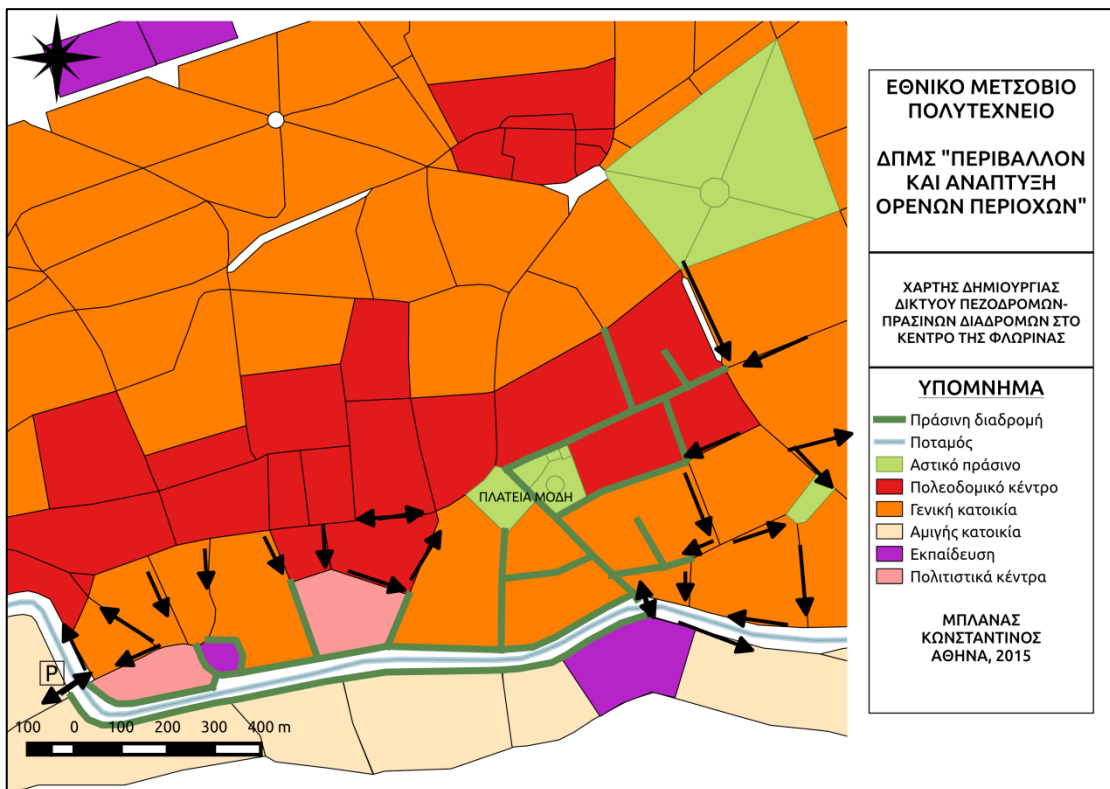 ΕΘΝΙΚΟ ΜΕΤΣΟΒΙΟ
ΠΟΛΥΤΕΧΝΕΙΟ
ΔΠΜΣ "ΠΕΡΙΒΑΛΛΟΝ
ΚΑΙ ΑΝΑΠΤΥΞΗ
ΟΡΕΝΩΝ ΠΕΡΙΟΧΩΝ"
ΧΑΡΤΗΣ ΔΗΜΙΟΥΡΓΙΑΣ
ΔΙΚΤΥΟΥ ΠΕΖΟΔΡΟΜΩΝ-
ΠΡΑΣΙΝΩΝ ΔΙΑΔΡΟΜΩΝ ΣΤΟ
ΚΕΝΤΡΟ ΤΗΣ ΦΛΩΡΙΝΑΣ
ΥΠΟΜΝΗΜΑ
Πράσινη διαδρομή
Ποταμός
Αστικό πράσινο
Πολεοδομικό κέντρο
Γενική κατοικία
Αμιγής κατοικία
Εκπαίδευση
Πολιτιστικά κέντρα
ΜΠΛΑΝΑΣ
ΚΩΝΣΤΑΝΤΙΝΟΣ
ΑΘΗΝΑ, 2015
ΠΛΑΤΕΙΑ ΜΟΔΗ
P
100 0 100 200 300 400 m